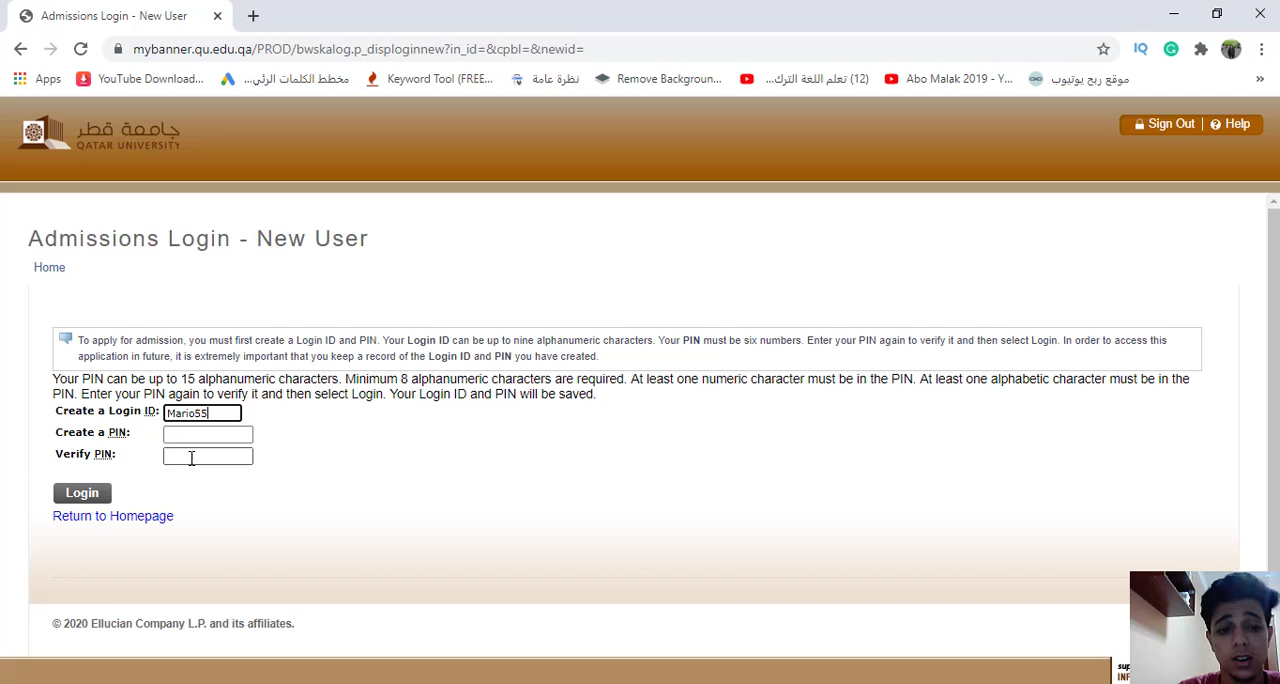 Admissions Login - New User
mybanner.qu.edu.qa/PROD/bwskalog.p_disploginnew?in_id=&cpbl=&newid=
Apps YouTube Download... مخطط الكلمات الرئي... Keyword Tool (FREE... نظرة عامة Remove Backgroun... (12) تعلم اللغة الترك... Abo Malak 2019 - Y... موقع ربح يوتيوب »
IQ
جامعة قطر
QATAR UNIVERSITY
Sign Out | Help
Admissions Login - New User
Home
To apply for admission, you must first create a Login ID and PIN. Your Login ID can be up to nine alphanumeric characters. Your PIN must be six numbers. Enter your PIN again to verify it and then select Login. In order to access this
application in future, it is extremely important that you keep a record of the Login ID and PIN you have created.
Your PIN can be up to 15 alphanumeric characters. Minimum 8 alphanumeric characters are required. At least one numeric character must be in the PIN. At least one alphabetic character must be in the
PIN. Enter your PIN again to verify it and then select Login. Your Login ID and PIN will be saved.
Create a Login ID: Mario55
Create a PIN:
Verify PIN:
Login
Return to Homepage
© 2020 Ellucian Company L.P. and its affiliates.